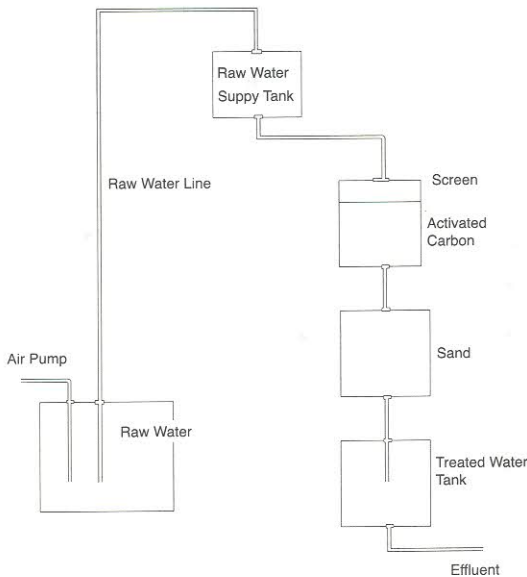 Raw Water
Suppy Tank
Raw Water Line
Screen
Activated
Carbon
Sand
Air Pump
Raw Water
Treated Water
Tank
Effluent